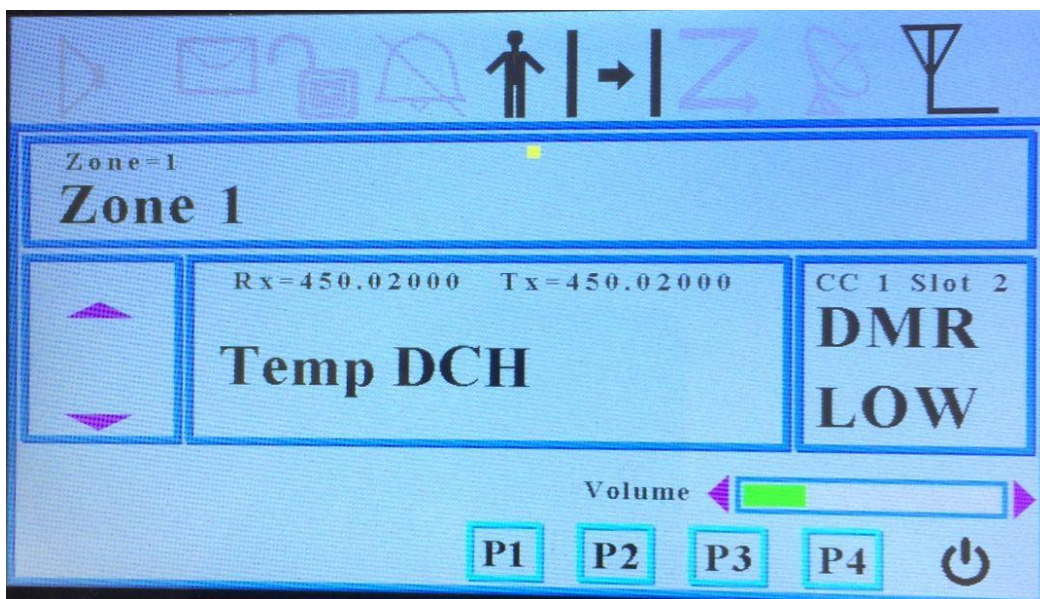 Zone=1
Zone 1
Rx=450.02000 Tx=450.02000
Temp DCH
CC 1 Slot 2
DMR
LOW
Volume
P1 P2 P3 P4